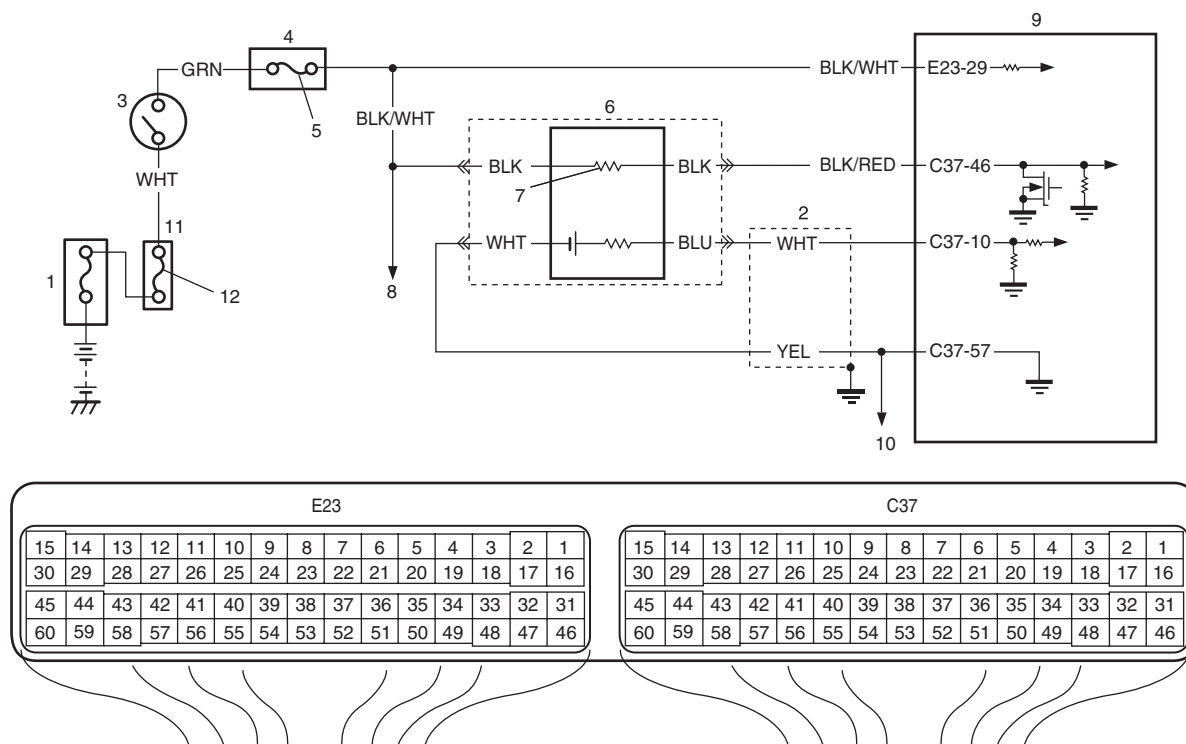 9
4
GRN
BLK/WHT
E23-29
3
5
BLK/WHT
6
BLK
BLK
BLK/RED
C37-46
7
WHT
2
11
WHT
BLU
WHT
C37-10
1
12
8
YEL
C37-57
10
E23
C37
15 14 13 12 11 10 9 8 7 6 5 4 3 2 1
30 29 28 27 26 25 24 23 22 21 20 19 18 17 16
45 44 43 42 41 40 39 38 37 36 35 34 33 32 31
60 59 58 57 56 55 54 53 52 51 50 49 48 47 46
15 14 13 12 11 10 9 8 7 6 5 4 3 2 1
30 29 28 27 26 25 24 23 22 21 20 19 18 17 16
45 44 43 42 41 40 39 38 37 36 35 34 33 32 31
60 59 58 57 56 55 54 53 52 51 50 49 48 47 46